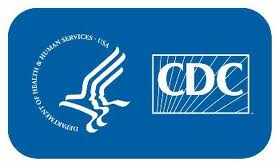 DEPARTMENT OF HEALTH & HUMAN SERVICES · USA
CDC